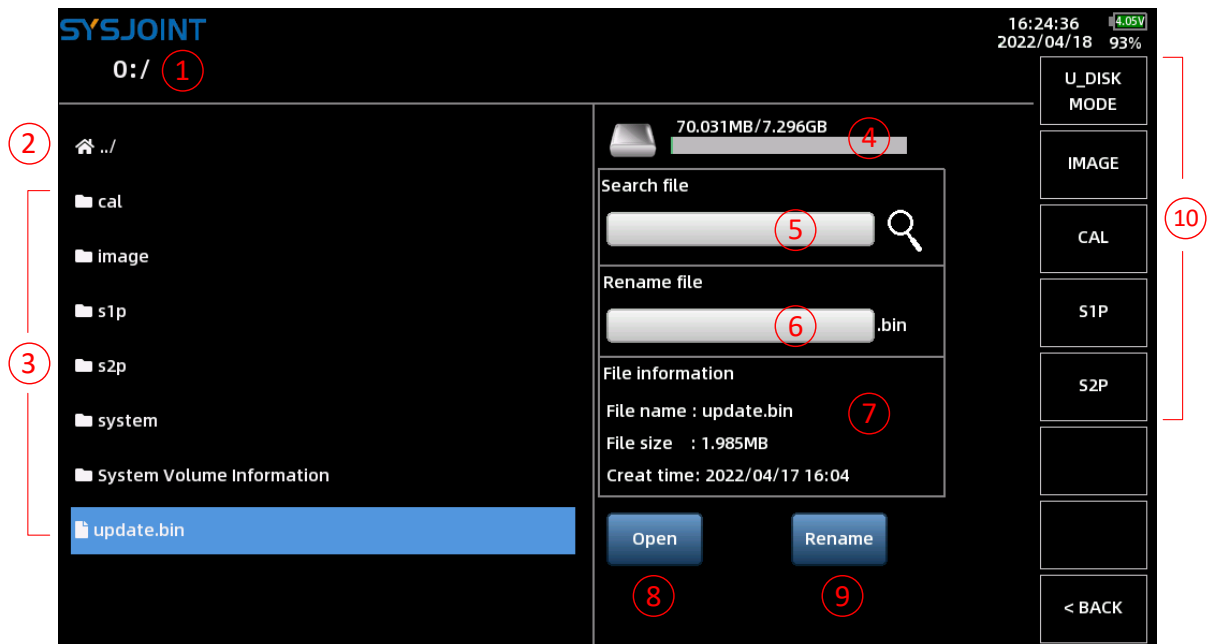 SYSJOINT
16:24:36 4.05V
2022/04/18 93%
0:/ 1
U_DISK
MODE
2
../
70.031MB/7.296GB
4
IMAGE
3
cal
image
s1p
s2p
system
System Volume Information
update.bin
Search file
5
Rename file
6 .bin
File information
7
File name : update.bin
File size : 1.985MB
Creat time: 2022/04/17 16:04
Open
Rename
8
9
10
CAL
S1P
S2P
< BACK